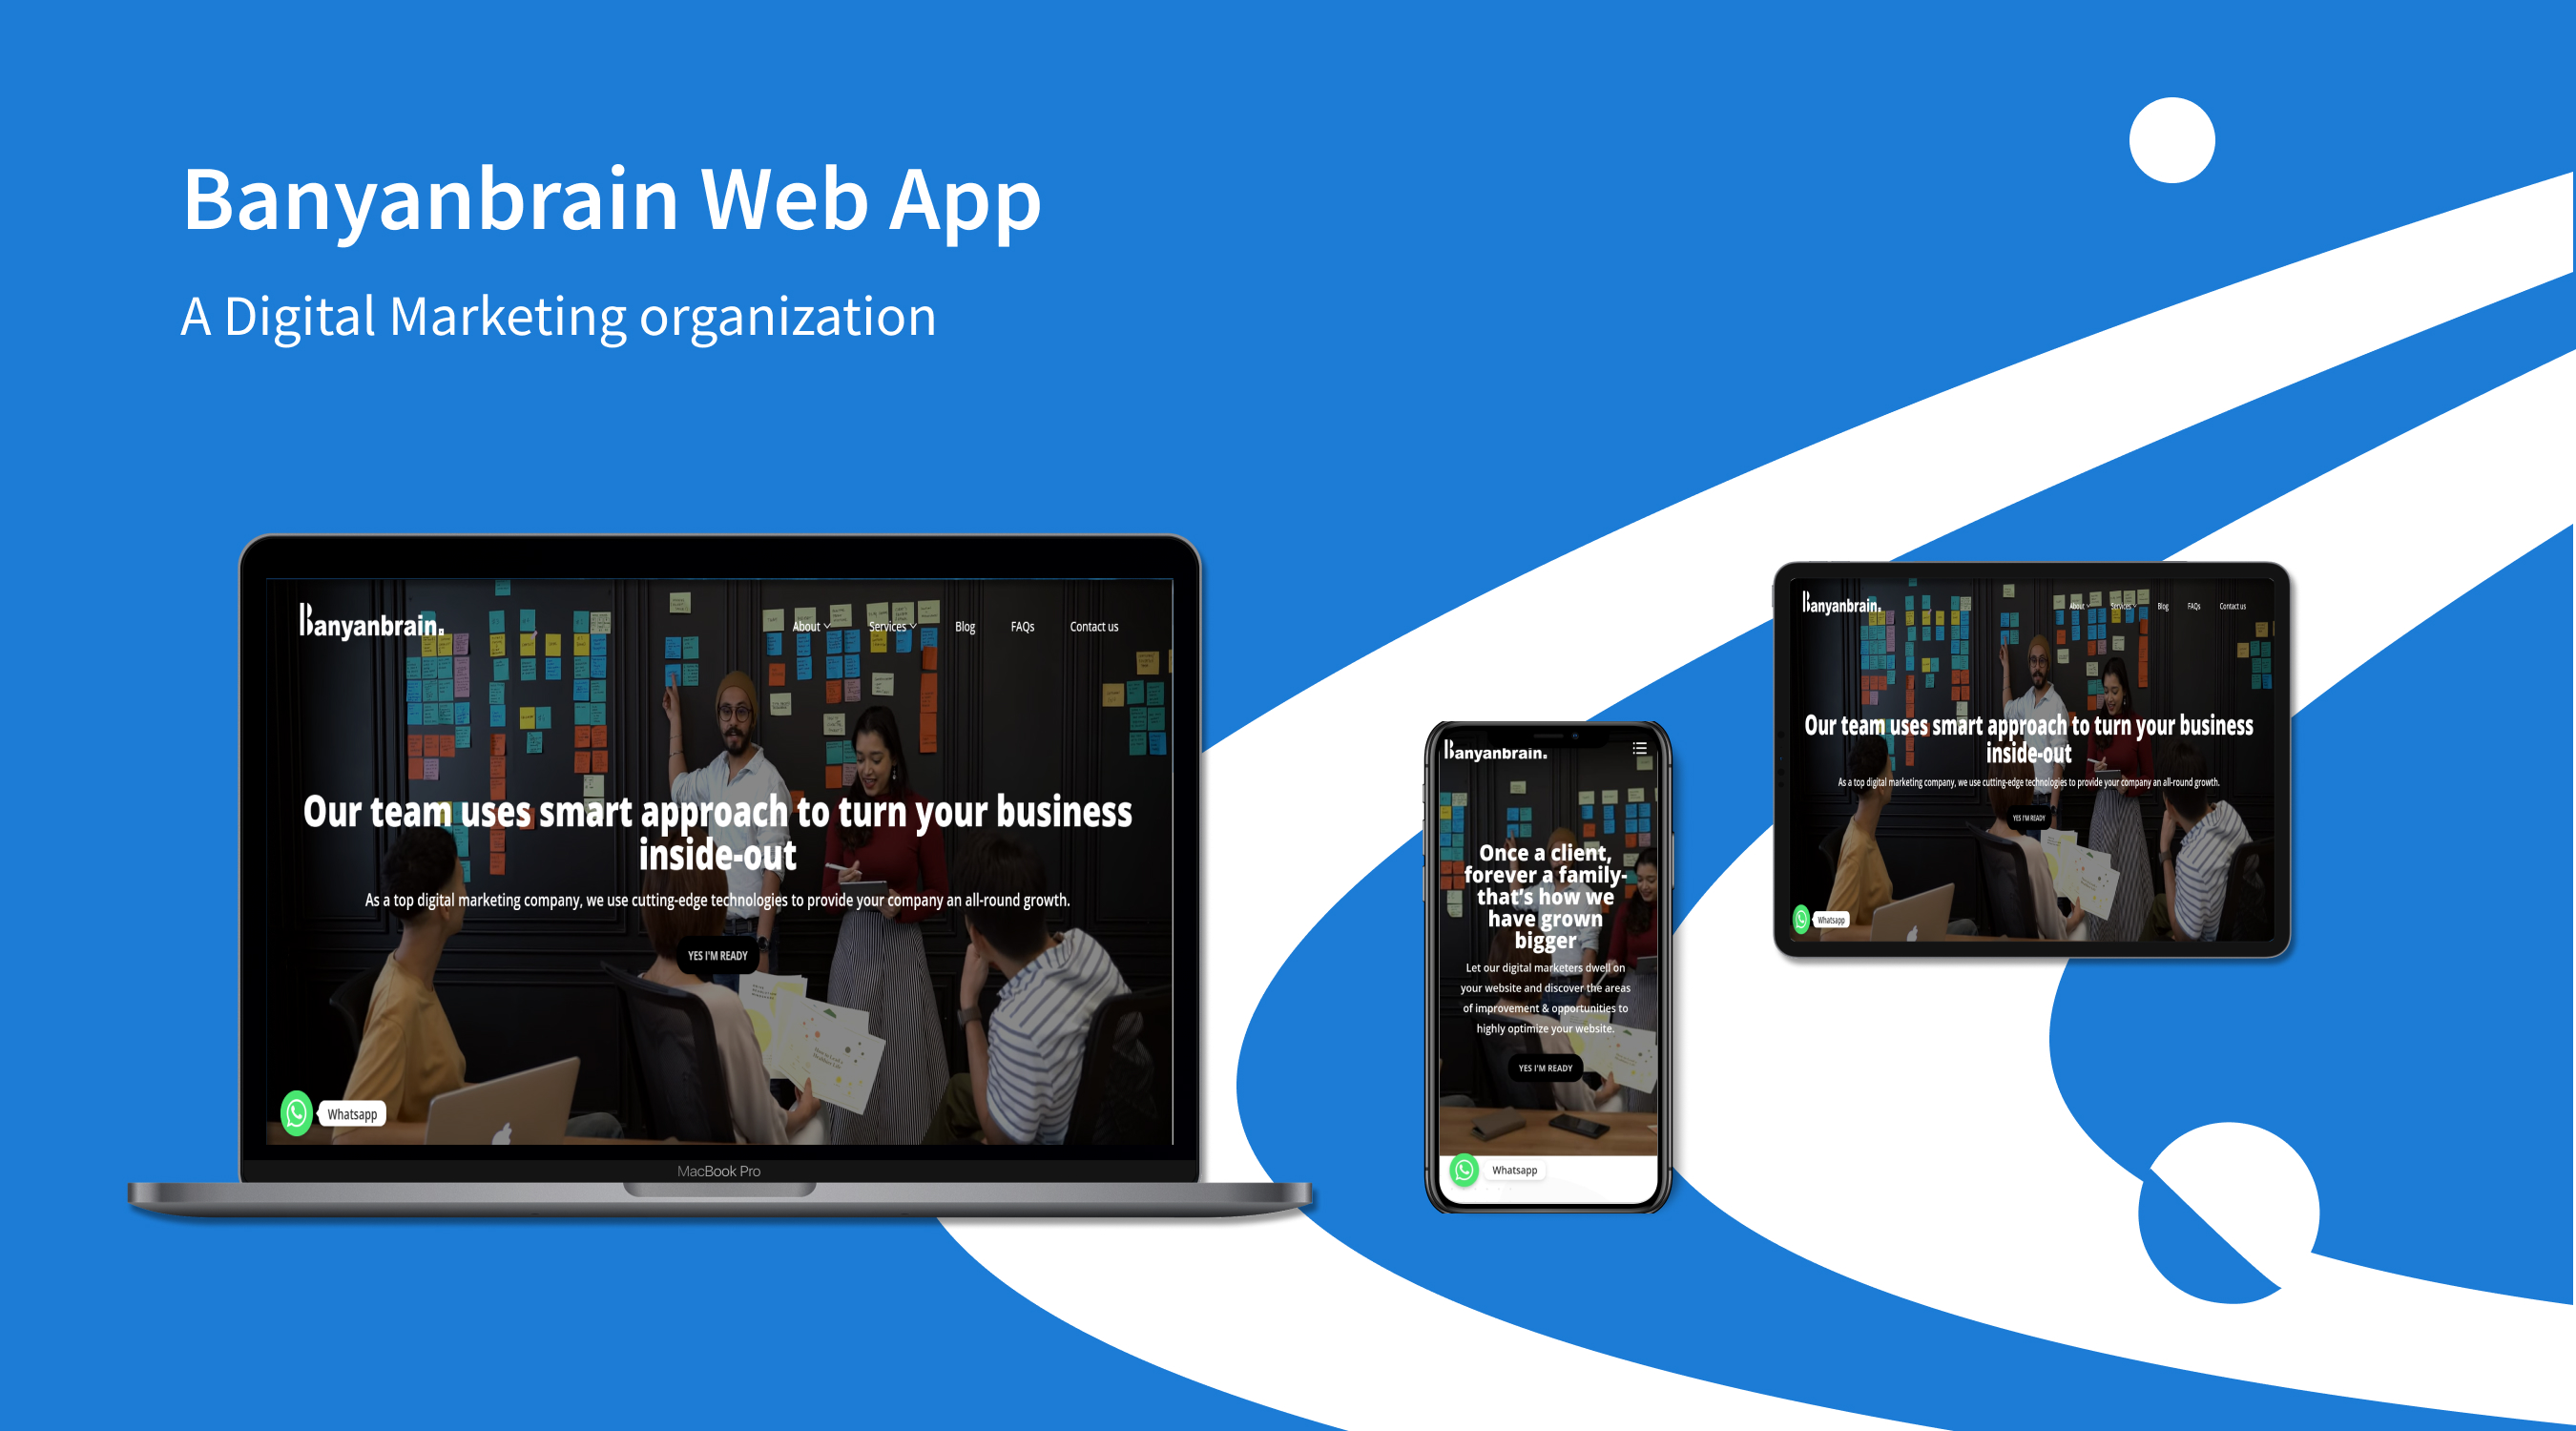 Banyanbrain Web App
A Digital Marketing organization
Banyanbrain.
About
Services
Blog
FAQs
Contact us
Our team uses smart approach to turn your business
inside-out
As a top digital marketing company, we use cutting-edge technologies to provide your company an all-round growth.
YES I'M READY
Whatsapp
MacBook Pro
Banyanbrain.
Once a client,
forever a family-
that's how we
have grown
bigger
Let our digital marketers dwell on
your website and discover the areas
of improvement & opportunities to
highly optimize your website.
YES I'M READY
Whatsapp
Banyanbrain.
About
Services
Blog
FAQs
Contact us
Our team uses smart approach to turn your business
inside-out
As a top digital marketing company, we use cutting-edge technologies to provide your company an all-round growth.
YES I'M READY
Whatsapp